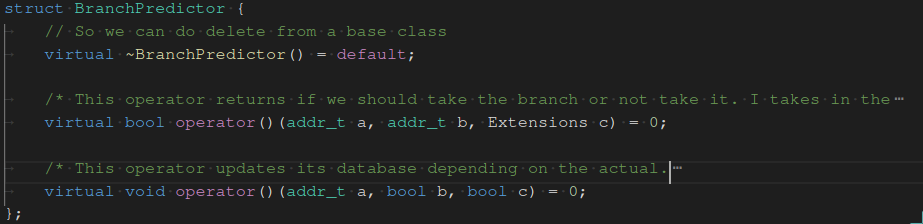 struct BranchPredictor {
// So we can do delete from a base class
virtual ~BranchPredictor() = default;
/* This operator returns if we should take the branch or not take it. I takes in the ⋯
virtual bool operator()(addr_t a, addr_t b, Extensions c) = 0;
/* This operator updates its database depending on the actual. ⋯
virtual void operator()(addr_t a, bool b, bool c) = 0;
};